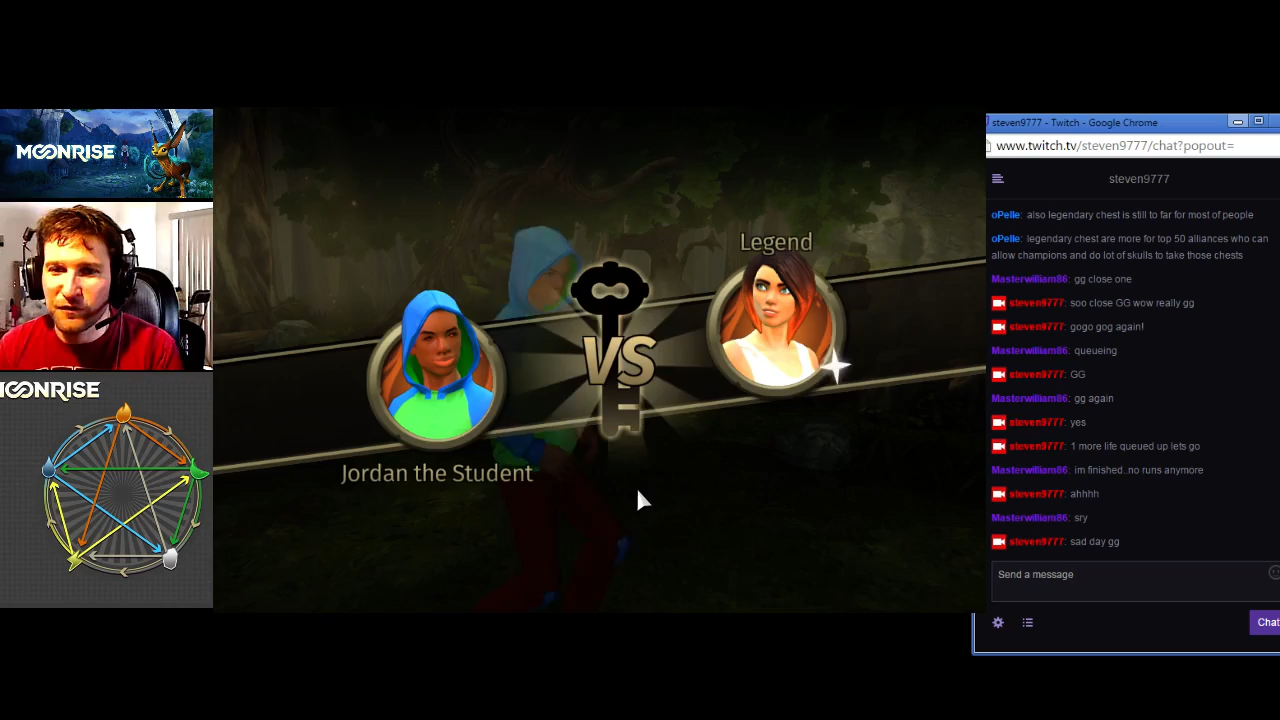 MOONRISE
MOONRISE
Legend
VS
Jordan the Student
steven9777 - Twitch - Google Chrome
www.twitch.tv/steven9777/chat?popout=
steven9777
oPelle: also legendary chest is still to far for most of people
oPelle: legendary chest are more for top 50 alliances who can
allow champions and do lot of skulls to take those chests
Masterwilliam86: gg close one
steven9777: soo close GG wow really gg
steven9777: gogo gog again!
Masterwilliam86: queueing
steven9777: GG
Masterwilliam86: gg again
steven9777: yes
steven9777: 1 more life queued up lets go
Masterwilliam86: im finished..no runs anymore
steven9777: ahhhh
Masterwilliam86: sry
steven9777: sad day gg
Send a message
Chat